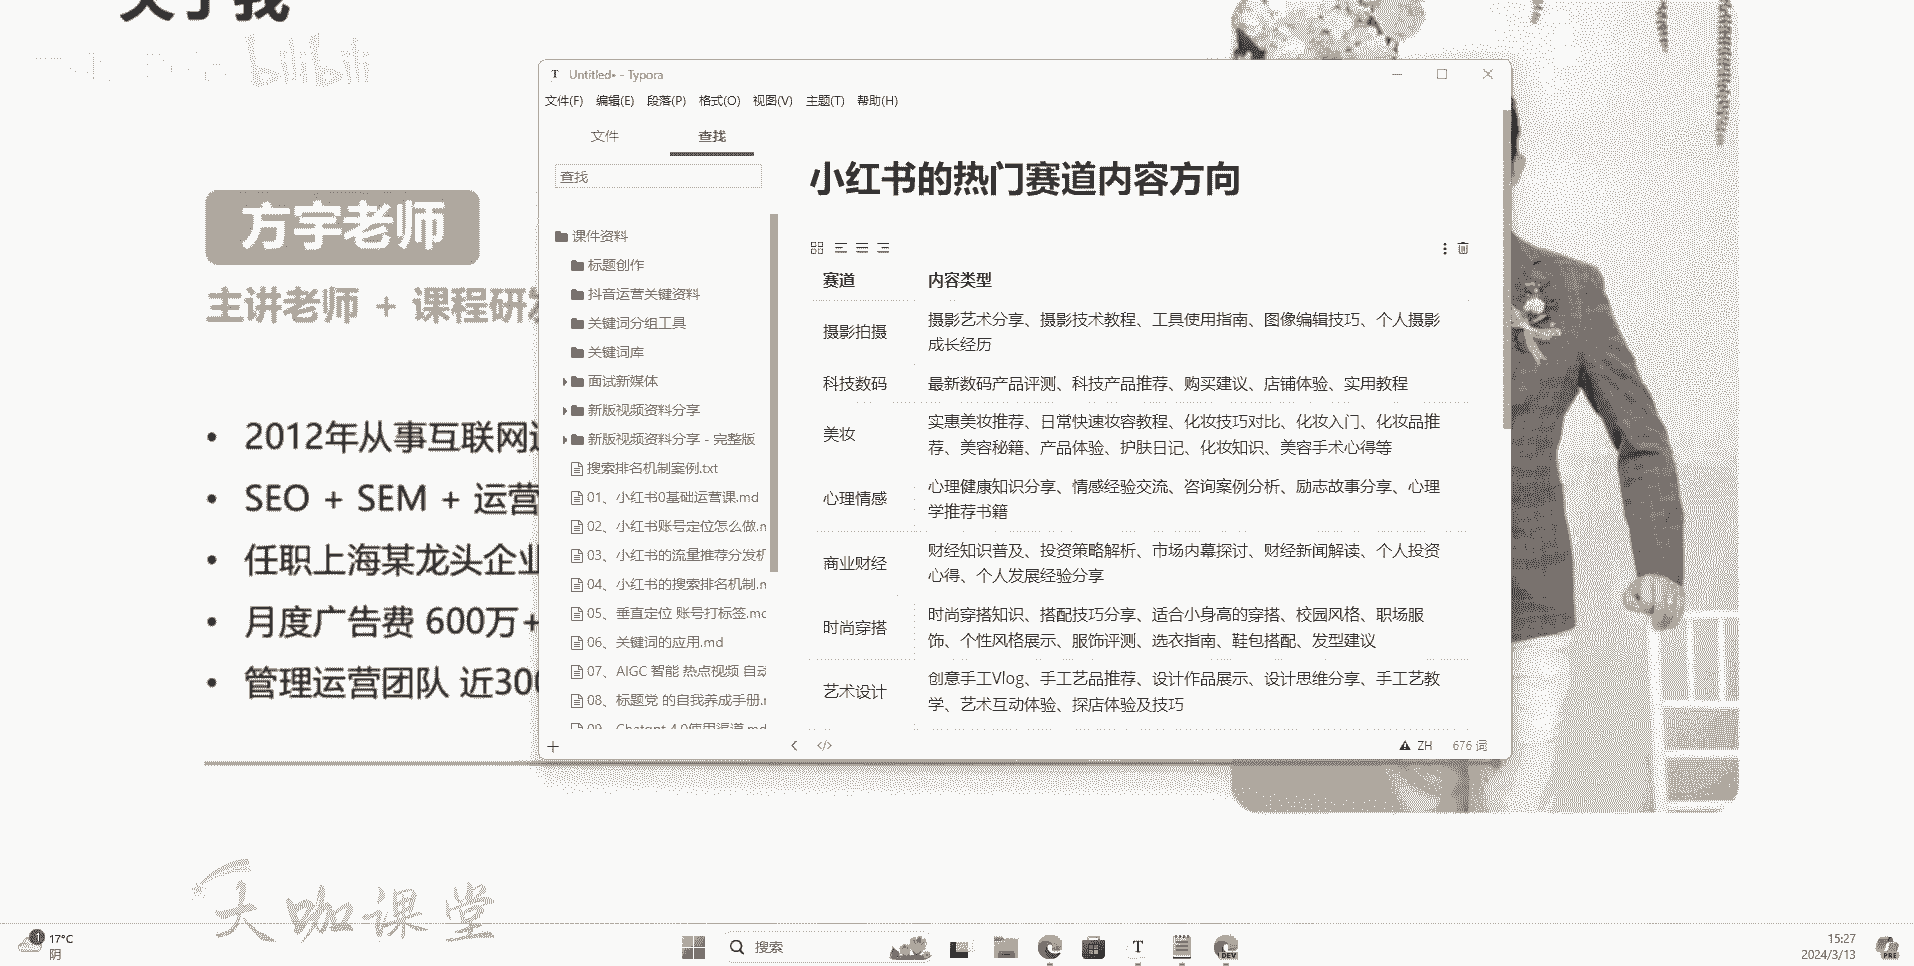 关于我
bilibili
方宇老师
主讲老师 + 课程研发
• 2012年从事互联网
• SEO + SEM + 运营
• 任职上海某龙头企业
• 月度广告费 600万+
• 管理运营团队 近300
大咖课堂
Untitled• - Typora
文件(F) 编辑(E) 段落(P) 格式(O) 视图(V) 主题(T) 帮助(H)
文件 查找
查找
课件资料
标题创作
抖音运营关键资料
关键词分组工具
关键词库
面试新媒体
新版视频资料分享
新版视频资料分享 - 完整版
搜索排名机制案例.txt
01、小红书0基础运营课.md
02、小红书账号定位怎么做.m
03、小红书的流量推荐分发机
04、小红书的搜索排名机制.m
05、垂直定位 账号打标签.md
06、关键词的应用.md
07、AIGC 智能 热点视频 自动
08、标题党 的自我养成手册.m
09、Chatgpt 4.0使用渠道.md
小红书的热门赛道内容方向
赛道 内容类型
摄影拍摄 摄影艺术分享、摄影技术教程、工具使用指南、图像编辑技巧、个人摄影
成长经历
科技数码 最新数码产品评测、科技产品推荐、购买建议、店铺体验、实用教程
美妆 实惠美妆推荐、日常快速妆容教程、化妆技巧对比、化妆入门、化妆品推
荐、美容秘籍、产品体验、护肤日记、化妆知识、美容手术心得等
心理情感 心理健康知识分享、情感经验交流、咨询案例分析、励志故事分享、心理
学推荐书籍
商业财经 财经知识普及、投资策略解析、市场内幕探讨、财经新闻解读、个人投资
心得、个人发展经验分享
时尚穿搭 时尚穿搭知识、搭配技巧分享、适合小身高的穿搭、校园风格、职场服
饰、个性风格展示、服饰评测、选衣指南、鞋包搭配、发型建议
艺术设计 创意手工Vlog、手工艺品推荐、设计作品展示、设计思维分享、手工艺教
学、艺术互动体验、探店体验及技巧
ZH 676 词
1
17°C
阴
搜索
T
DEV
15:27
2024/3/13
PRE